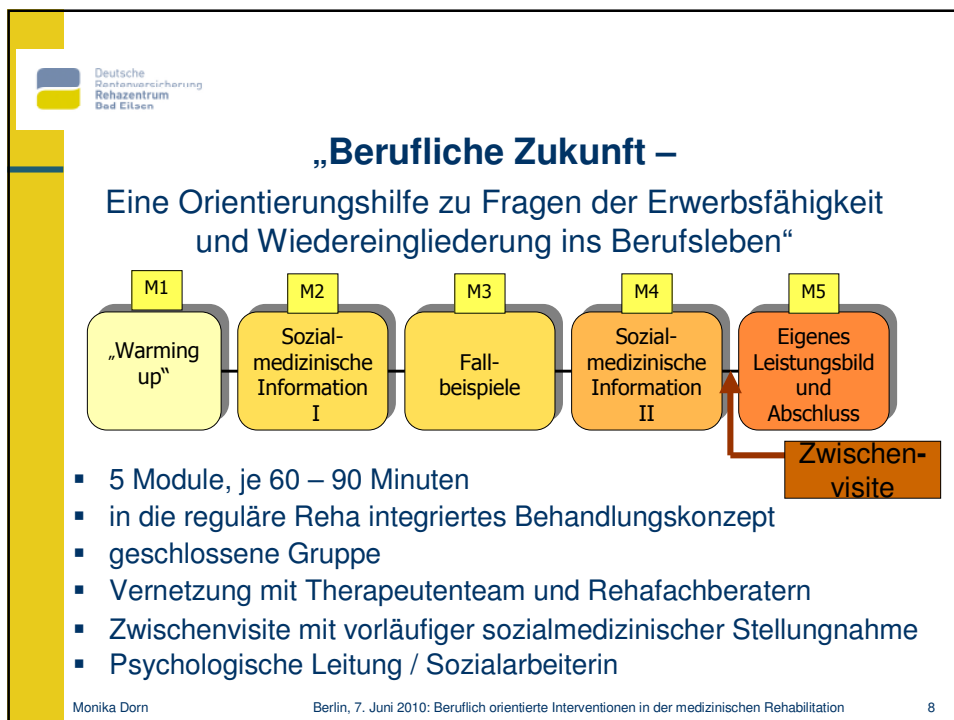 Deutsche
Rentenversicherung
Rehazentrum
Bad Eilsen
„Berufliche Zukunft –
Eine Orientierungshilfe zu Fragen der Erwerbsfähigkeit
und Wiedereingliederung ins Berufsleben“
M1
„Warming
up“
M2
Sozial-
medizinische
Information
I
M3
Fall-
beispiele
M4
Sozial-
medizinische
Information
II
M5
Eigenes
Leistungsbild
und
Abschluss
Zwischen-
visite
▪ 5 Module, je 60 – 90 Minuten
▪ in die reguläre Reha integriertes Behandlungskonzept
▪ geschlossene Gruppe
▪ Vernetzung mit Therapeutenteam und Rehafachberatern
▪ Zwischenvisite mit vorläufiger sozialmedizinischer Stellungnahme
▪ Psychologische Leitung / Sozialarbeiterin
Monika Dorn Berlin, 7. Juni 2010: Beruflich orientierte Interventionen in der medizinischen Rehabilitation 8